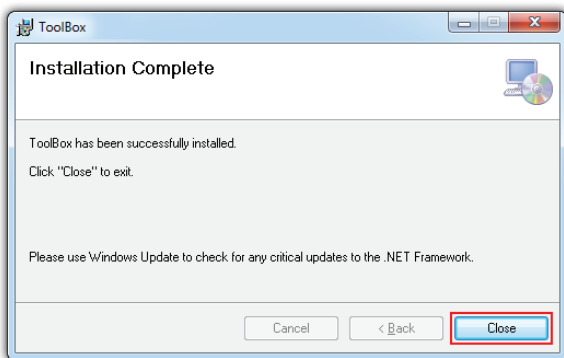 ToolBox
Installation Complete
ToolBox has been successfully installed.
Click "Close" to exit.
Please use Windows Update to check for any critical updates to the .NET Framework.
Cancel
< Back
Close